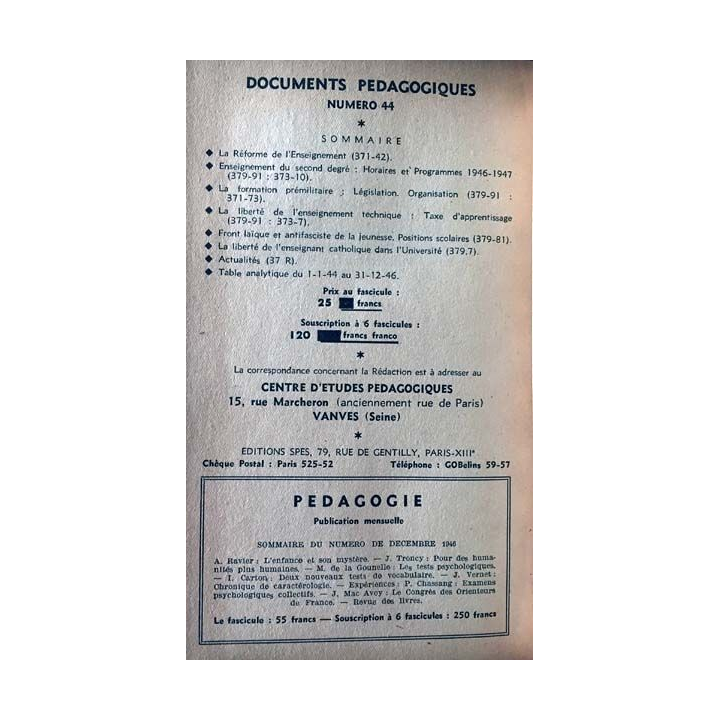 DOCUMENTS PEDAGOGIQUES
NUMERO 44
*
SOMMAIRE
◆ La Réforme de l'Enseignement (371-42).
◆ Enseignement du second degré : Horaires et Programmes 1946-1947
(379-91 : 373-10).
◆ La formation prémilitaire : Législation. Organisation (379-91 :
371-73).
◆ La liberté de l'enseignement technique : Taxe d'apprentissage
(379-91 : 373-7).
◆ Front laïque et antifasciste de la jeunesse. Positions scolaires (379-81).
◆ La liberté de l'enseignant catholique dans l'Université (379.7).
◆ Actualités (37 R).
◆ Table analytique du 1-1-44 au 31-12-46.
Prix au fascicule :
25 francs
Souscription à 6 fascicules :
120 francs franco
*
La correspondance concernant la Rédaction est à adresser au
CENTRE D'ETUDES PEDAGOGIQUES
15, rue Marcheron (anciennement rue de Paris)
VANVES (Seine)
*
EDITIONS SPES, 79, RUE DE GENTILLY, PARIS-XIIIe
Chèque Postal : Paris 525-52 Téléphone : GOBelins 59-57
PEDAGOGIE
Publication mensuelle
SOMMAIRE DU NUMERO DE DECEMBRE 1946
A. Ravier : L'enfance et son mystère. — J. Troncy : Pour des huma-
nités plus humaines. — M. de la Gounelle : Les tests psychologiques.
— I. Carlon : Deux nouveaux tests de vocabulaire. — J. Vernet :
Chronique de caractérologie. — Expériences : P. Chassang : Examens
psychologiques collectifs. — J. Mac Avoy : Le Congrès des Orienteurs
de France. — Revue des livres.
Le fascicule : 55 francs — Souscription à 6 fascicules : 250 francs